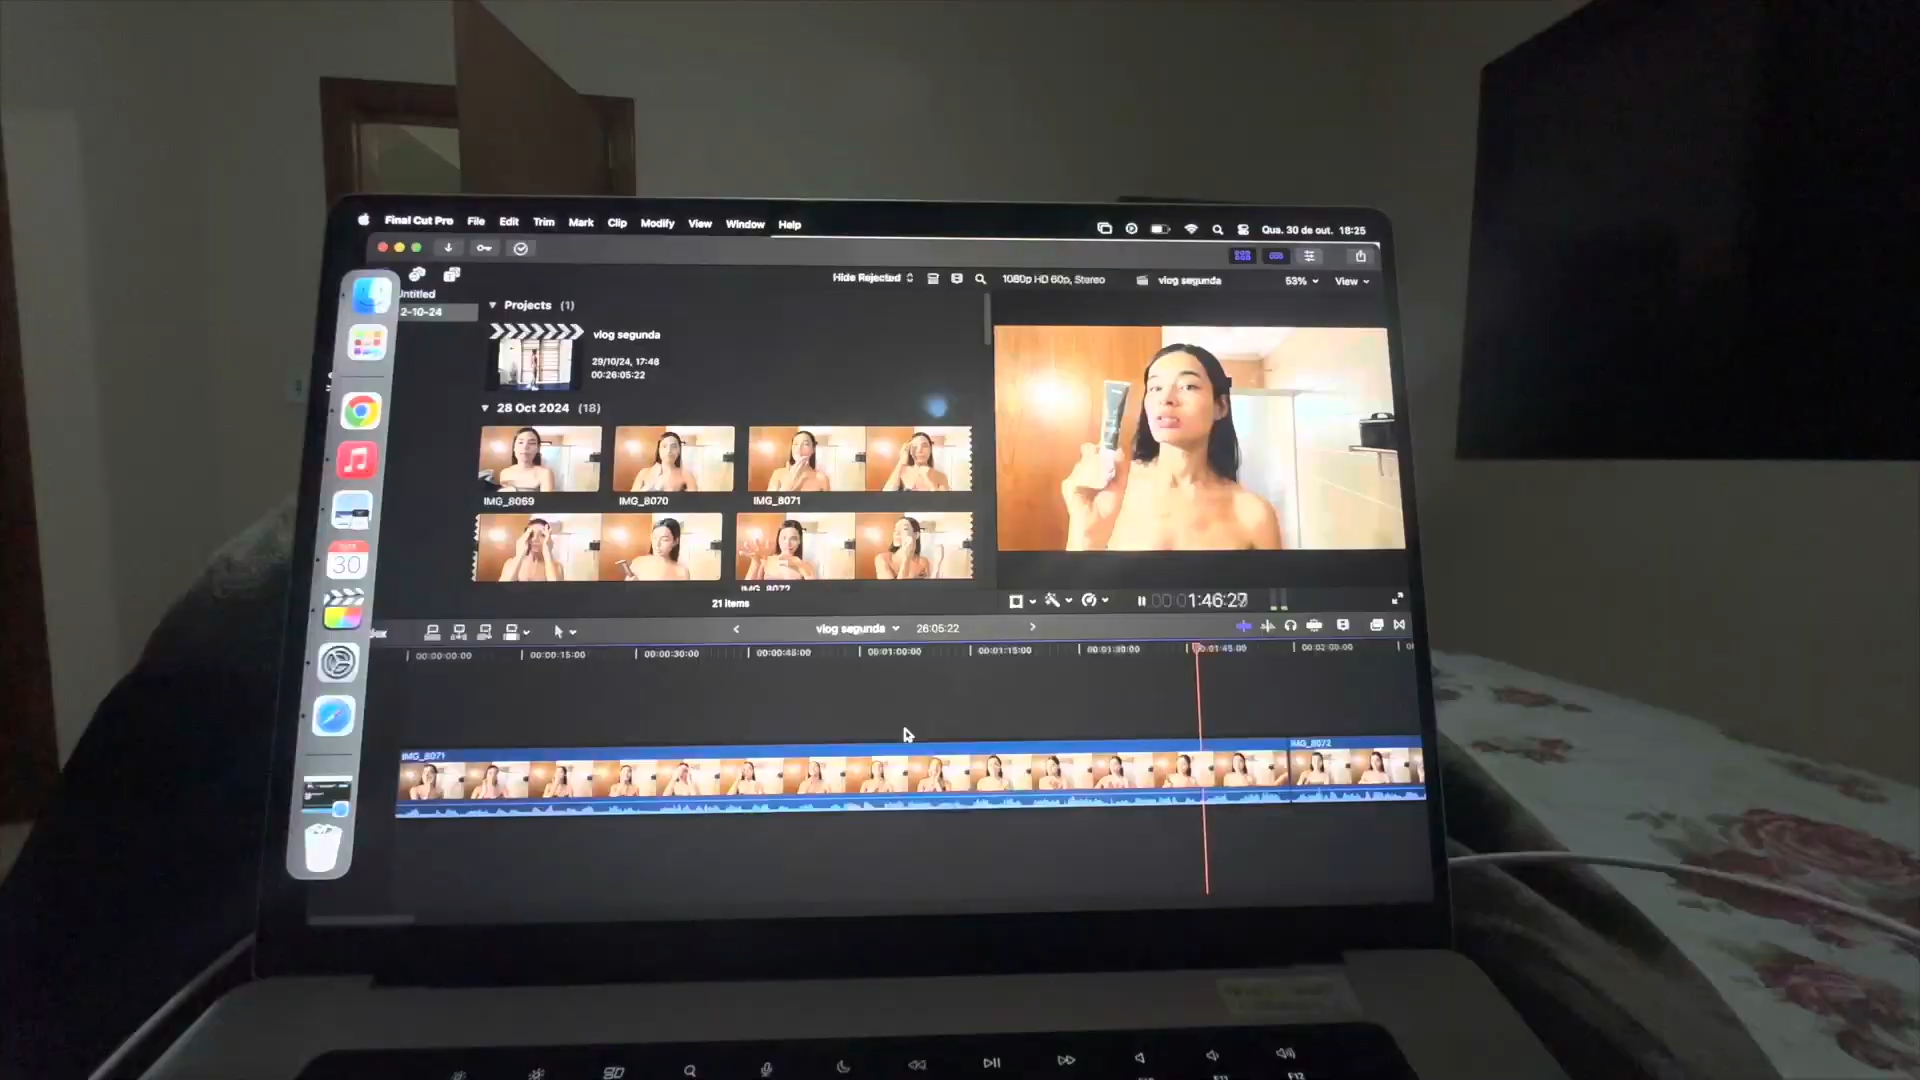 Final Cut Pro File Edit Trim Mark Clip Modify View Window Help
Qua. 30 de out. 18:25
Hide Rejected
1080p HD 60p, Stereo
vlog segunda
53%
View
Untitled
2-10-24
Projects (1)
vlog segunda
29/10/24, 17:48
00:26:05:22
28 Oct 2024 (18)
IMG_8069
IMG_8070
IMG_8071
IMG_8072
21 items
1:46:27
vlog segunda
26:05:22
00:00:00:00
00:00:15:00
00:00:30:00
00:00:45:00
00:01:00:00
00:01:15:00
00:01:30:00
00:01:45:00
00:02:00:00
IMG_8071
IMG_8072
30
F11
F12